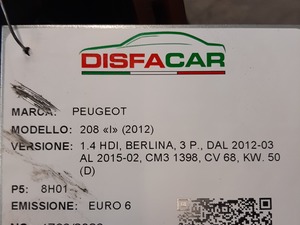 DISFACAR
MARCA: PEUGEOT
MODELLO: 208 «I» (2012)
VERSIONE: 1.4 HDI, BERLINA, 3 P., DAL 2012-03
AL 2015-02, CM3 1398, CV 68, KW. 50
(D)
P5: 8H01
EMISSIONE: EURO 6